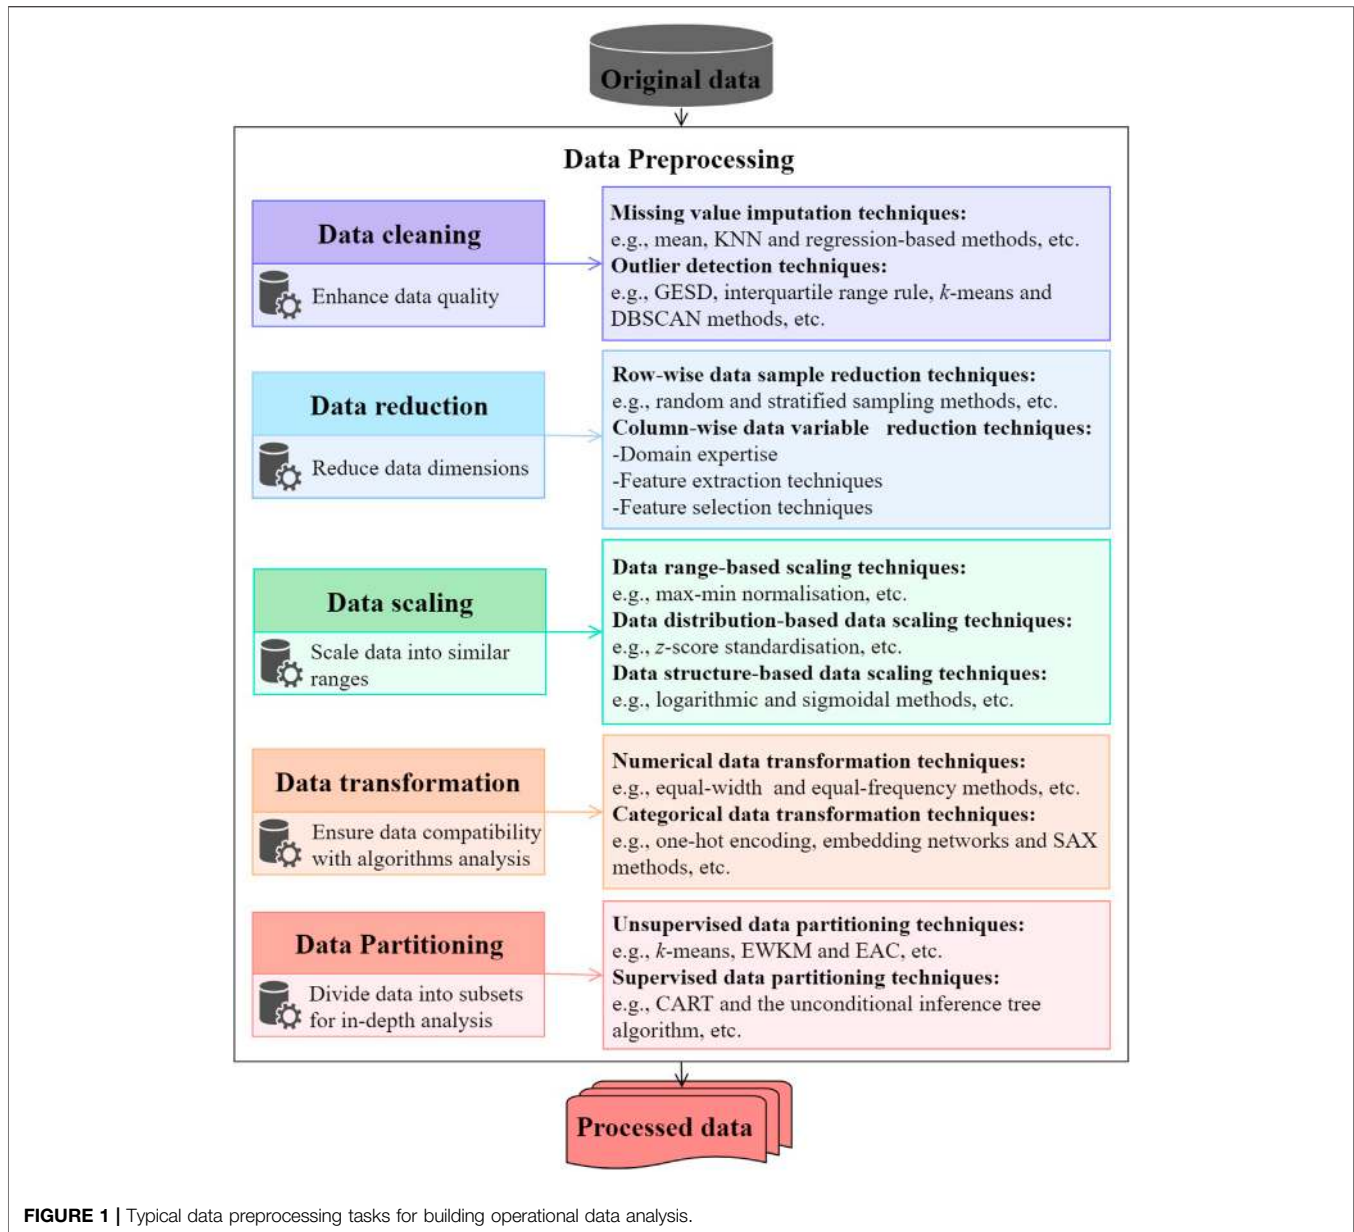 Original data
Data Preprocessing
Data cleaning
Enhance data quality
Missing value imputation techniques:
e.g., mean, KNN and regression-based methods, etc.
Outlier detection techniques:
e.g., GESD, interquartile range rule, k-means and
DBSCAN methods, etc.
Data reduction
Reduce data dimensions
Row-wise data sample reduction techniques:
e.g., random and stratified sampling methods, etc.
Column-wise data variable reduction techniques:
-Domain expertise
-Feature extraction techniques
-Feature selection techniques
Data scaling
Scale data into similar
ranges
Data range-based scaling techniques:
e.g., max-min normalisation, etc.
Data distribution-based data scaling techniques:
e.g., z-score standardisation, etc.
Data structure-based data scaling techniques:
e.g., logarithmic and sigmoidal methods, etc.
Data transformation
Ensure data compatibility
with algorithms analysis
Numerical data transformation techniques:
e.g., equal-width and equal-frequency methods, etc.
Categorical data transformation techniques:
e.g., one-hot encoding, embedding networks and SAX
methods, etc.
Data Partitioning
Divide data into subsets
for in-depth analysis
Unsupervised data partitioning techniques:
e.g., k-means, EWKM and EAC, etc.
Supervised data partitioning techniques:
e.g., CART and the unconditional inference tree
algorithm, etc.
Processed data
FIGURE 1 | Typical data preprocessing tasks for building operational data analysis.